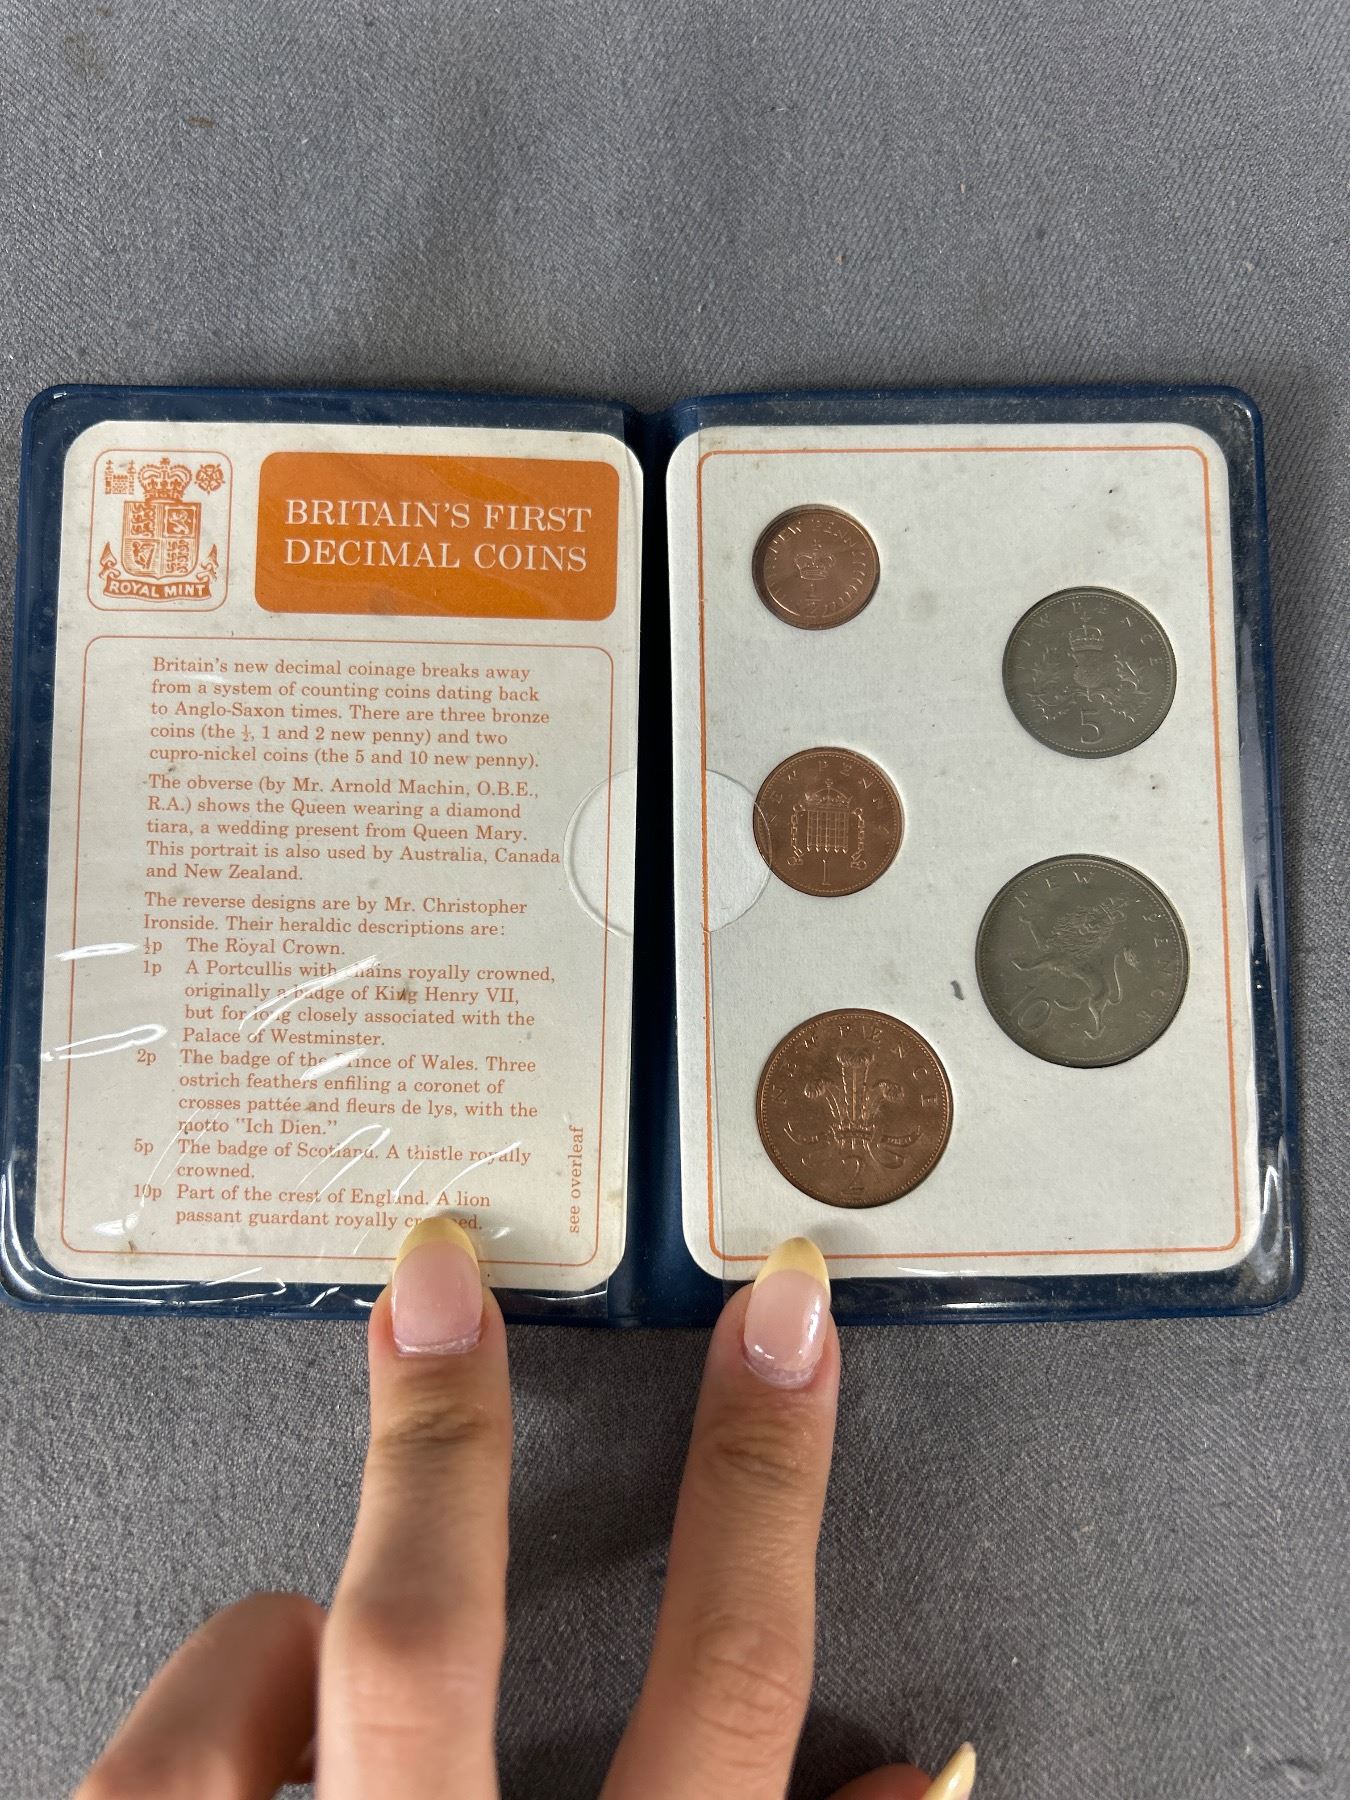 ROYAL MINT
BRITAIN'S FIRST
DECIMAL COINS
Britain's new decimal coinage breaks away
from a system of counting coins dating back
to Anglo-Saxon times. There are three bronze
coins (the ½, 1 and 2 new penny) and two
cupro-nickel coins (the 5 and 10 new penny).
The obverse (by Mr. Arnold Machin, O.B.E.,
R.A.) shows the Queen wearing a diamond
tiara, a wedding present from Queen Mary.
This portrait is also used by Australia, Canada
and New Zealand.
The reverse designs are by Mr. Christopher
Ironside. Their heraldic descriptions are:
½p The Royal Crown.
1p A Portcullis with chains royally crowned,
originally a badge of King Henry VII,
but for long closely associated with the
Palace of Westminster.
2p The badge of the Prince of Wales. Three
ostrich feathers enfiling a coronet of
crosses pattée and fleurs de lys, with the
motto "Ich Dien."
5p The badge of Scotland. A thistle royally
crowned.
10p Part of the crest of England. A lion
passant guardant royally crowned.
see overleaf
NEW PENNY
½
NEW PENCE
5
NEW PENNY
1
NEW PENCE
10
NEW PENCE
2